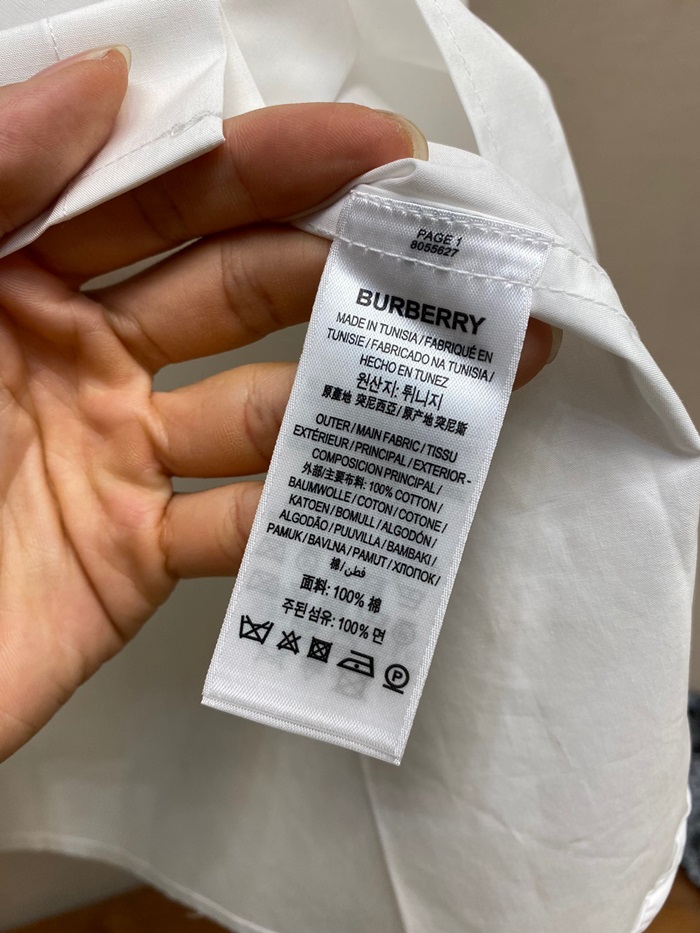 PAGE 1
8055627
BURBERRY
MADE IN TUNISIA / FABRIQUÉ EN
TUNISIE / FABRICADO NA TUNISIA /
HECHO EN TUNEZ
원산지: 튀니지
原產地 突尼西亞 / 原产地 突尼斯
OUTER / MAIN FABRIC / TISSU
EXTÉRIEUR / PRINCIPAL / EXTERIOR -
COMPOSICION PRINCIPAL /
外部/主要布料: 100% COTTON /
BAUMWOLLE / COTON / COTONE /
KATOEN / BOMULL / ALGODÓN /
ALGODÃO / PUUVILLA / BAMBAKI /
PAMUK / BAVLNA / PAMUT / ХЛОПОК /
棉 / قطن
面料: 100% 棉
주된섬유: 100% 면
P